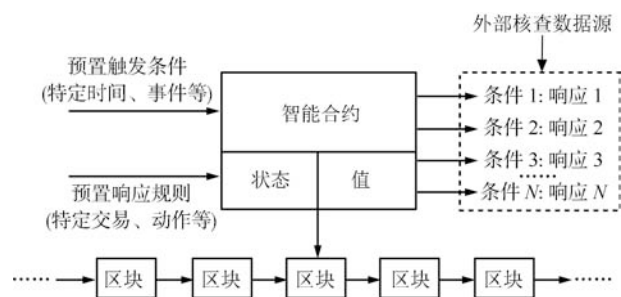 外部核查数据源
预置触发条件
(特定时间、事件等)
智能合约
条件 1: 响应 1
条件 2: 响应 2
条件 3: 响应 3
······
条件 N: 响应 N
状态
值
预置响应规则
(特定交易、动作等)
······ 区块 区块 区块 区块 区块 ······